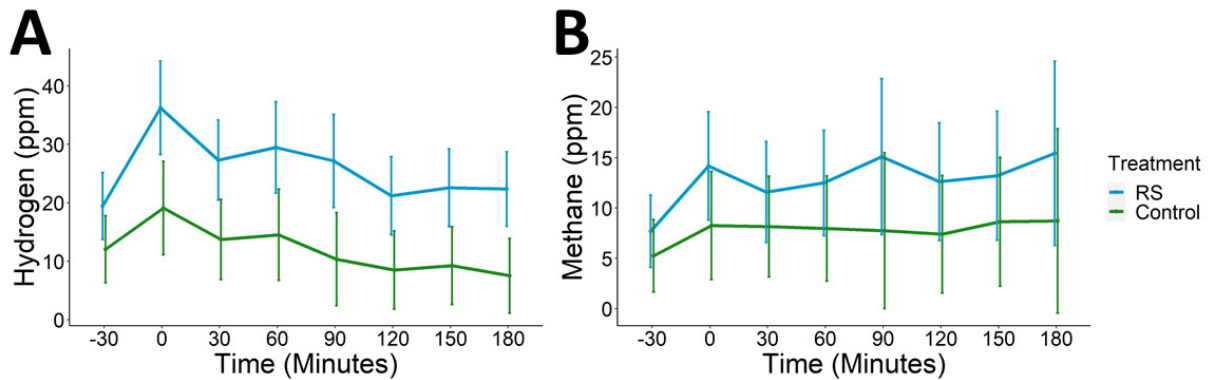 A
Hydrogen (ppm)
40
30
20
10
0
-30 0 30 60 90 120 150 180
Time (Minutes)
B
Methane (ppm)
25
20
15
10
5
0
-30 0 30 60 90 120 150 180
Time (Minutes)
Treatment
RS
Control